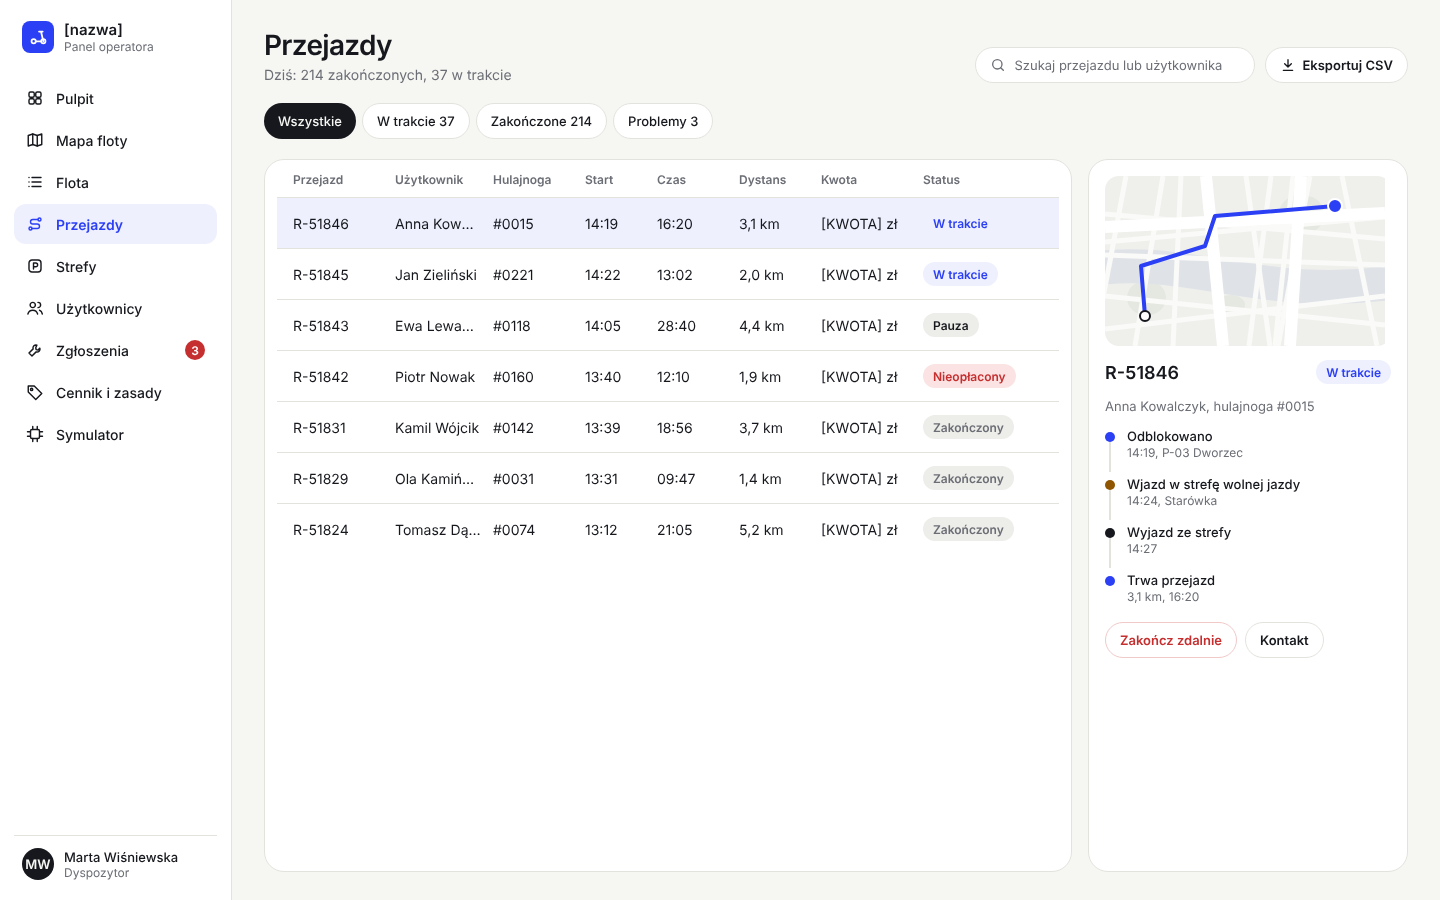 [nazwa]
Panel operatora
Pulpit
Mapa floty
Flota
Przejazdy
Strefy
Użytkownicy
Zgłoszenia 3
Cennik i zasady
Symulator
MW
Marta Wiśniewska
Dyspozytor
Przejazdy
Dziś: 214 zakończonych, 37 w trakcie
Szukaj przejazdu lub użytkownika
Eksportuj CSV
Wszystkie W trakcie 37 Zakończone 214 Problemy 3
Przejazd Użytkownik Hulajnoga Start Czas Dystans Kwota Status
R-51846 Anna Kow... #0015 14:19 16:20 3,1 km [KWOTA] zł W trakcie
R-51845 Jan Zieliński #0221 14:22 13:02 2,0 km [KWOTA] zł W trakcie
R-51843 Ewa Lewa... #0118 14:05 28:40 4,4 km [KWOTA] zł Pauza
R-51842 Piotr Nowak #0160 13:40 12:10 1,9 km [KWOTA] zł Nieopłacony
R-51831 Kamil Wójcik #0142 13:39 18:56 3,7 km [KWOTA] zł Zakończony
R-51829 Ola Kamiń... #0031 13:31 09:47 1,4 km [KWOTA] zł Zakończony
R-51824 Tomasz Dą... #0074 13:12 21:05 5,2 km [KWOTA] zł Zakończony
R-51846 W trakcie
Anna Kowalczyk, hulajnoga #0015
Odblokowano
14:19, P-03 Dworzec
Wjazd w strefę wolnej jazdy
14:24, Starówka
Wyjazd ze strefy
14:27
Trwa przejazd
3,1 km, 16:20
Zakończ zdalnie Kontakt